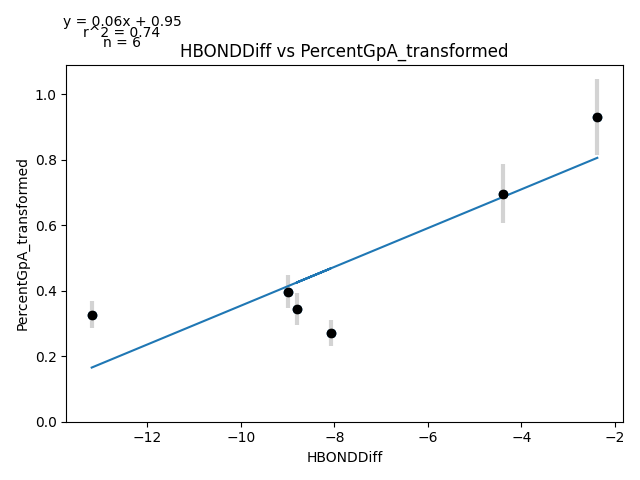 y = 0.06x + 0.95
r^2 = 0.74
n = 6
HBONDDiff vs PercentGpA_transformed
PercentGpA_transformed
1.0
0.8
0.6
0.4
0.2
0.0
−12
−10
−8
−6
−4
−2
HBONDDiff